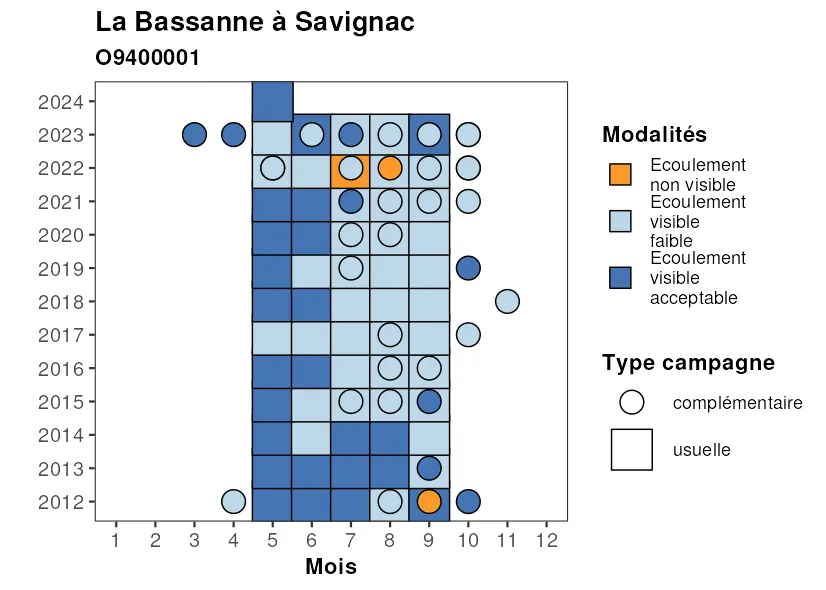 La Bassanne à Savignac
O9400001
2024
2023
2022
2021
2020
2019
2018
2017
2016
2015
2014
2013
2012
1 2 3 4 5 6 7 8 9 10 11 12
Mois
Modalités
Ecoulement
non visible
Ecoulement
visible
faible
Ecoulement
visible
acceptable
Type campagne
complémentaire
usuelle